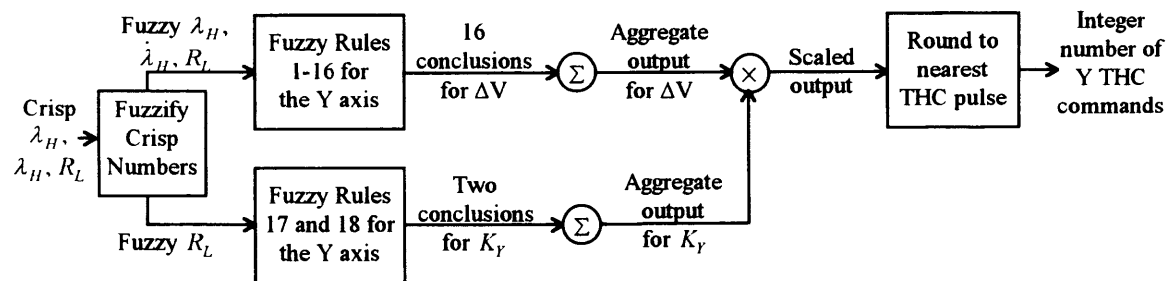 Crisp
λ_H,
λ_H, R_L
Fuzzify
Crisp
Numbers
Fuzzy λ_H,
λ̇_H, R_L
Fuzzy Rules
1-16 for
the Y axis
16
conclusions
for ΔV
Σ
Aggregate
output
for ΔV
×
Scaled
output
Round to
nearest
THC pulse
Integer
number of
Y THC
commands
Fuzzy R_L
Fuzzy Rules
17 and 18 for
the Y axis
Two
conclusions
for K_Y
Σ
Aggregate
output
for K_Y